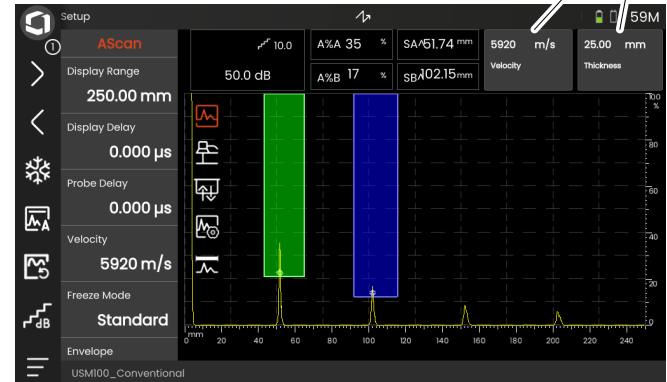 Setup
59M
1
AScan
Display Range
250.00 mm
Display Delay
0.000 µs
Probe Delay
0.000 µs
Velocity
5920 m/s
Freeze Mode
Standard
Envelope
10.0
50.0 dB
A%A 35 %
A%B 17 %
SA^51.74 mm
SB^102.15 mm
5920 m/s
Velocity
25.00 mm
Thickness
100
%
80
60
40
20
0
0 20 40 60 80 100 120 140 160 180 200 220 240
mm
A
dB
USM100_Conventional